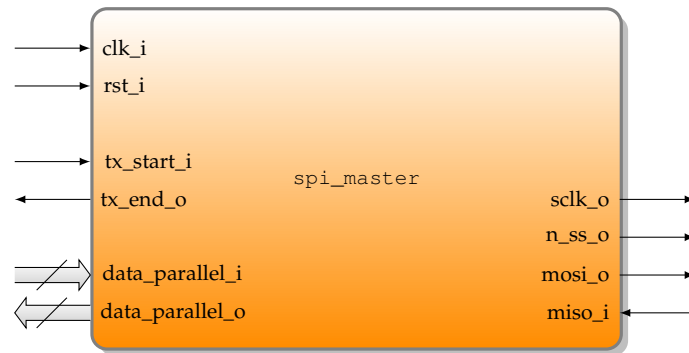 clk_i
rst_i
tx_start_i
spi_master
tx_end_o
sclk_o
n_ss_o
data_parallel_i
mosi_o
data_parallel_o
miso_i